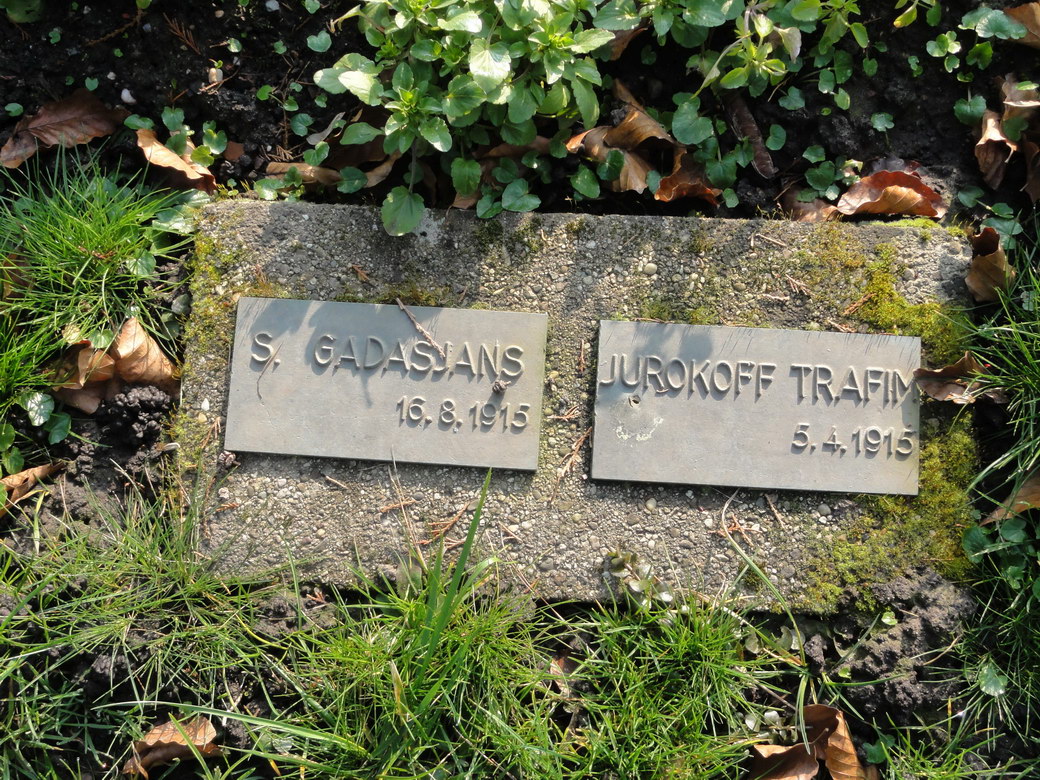 S. GADASJANS
16.8.1915
JUROKOFF TRAFIM
5.4.1915